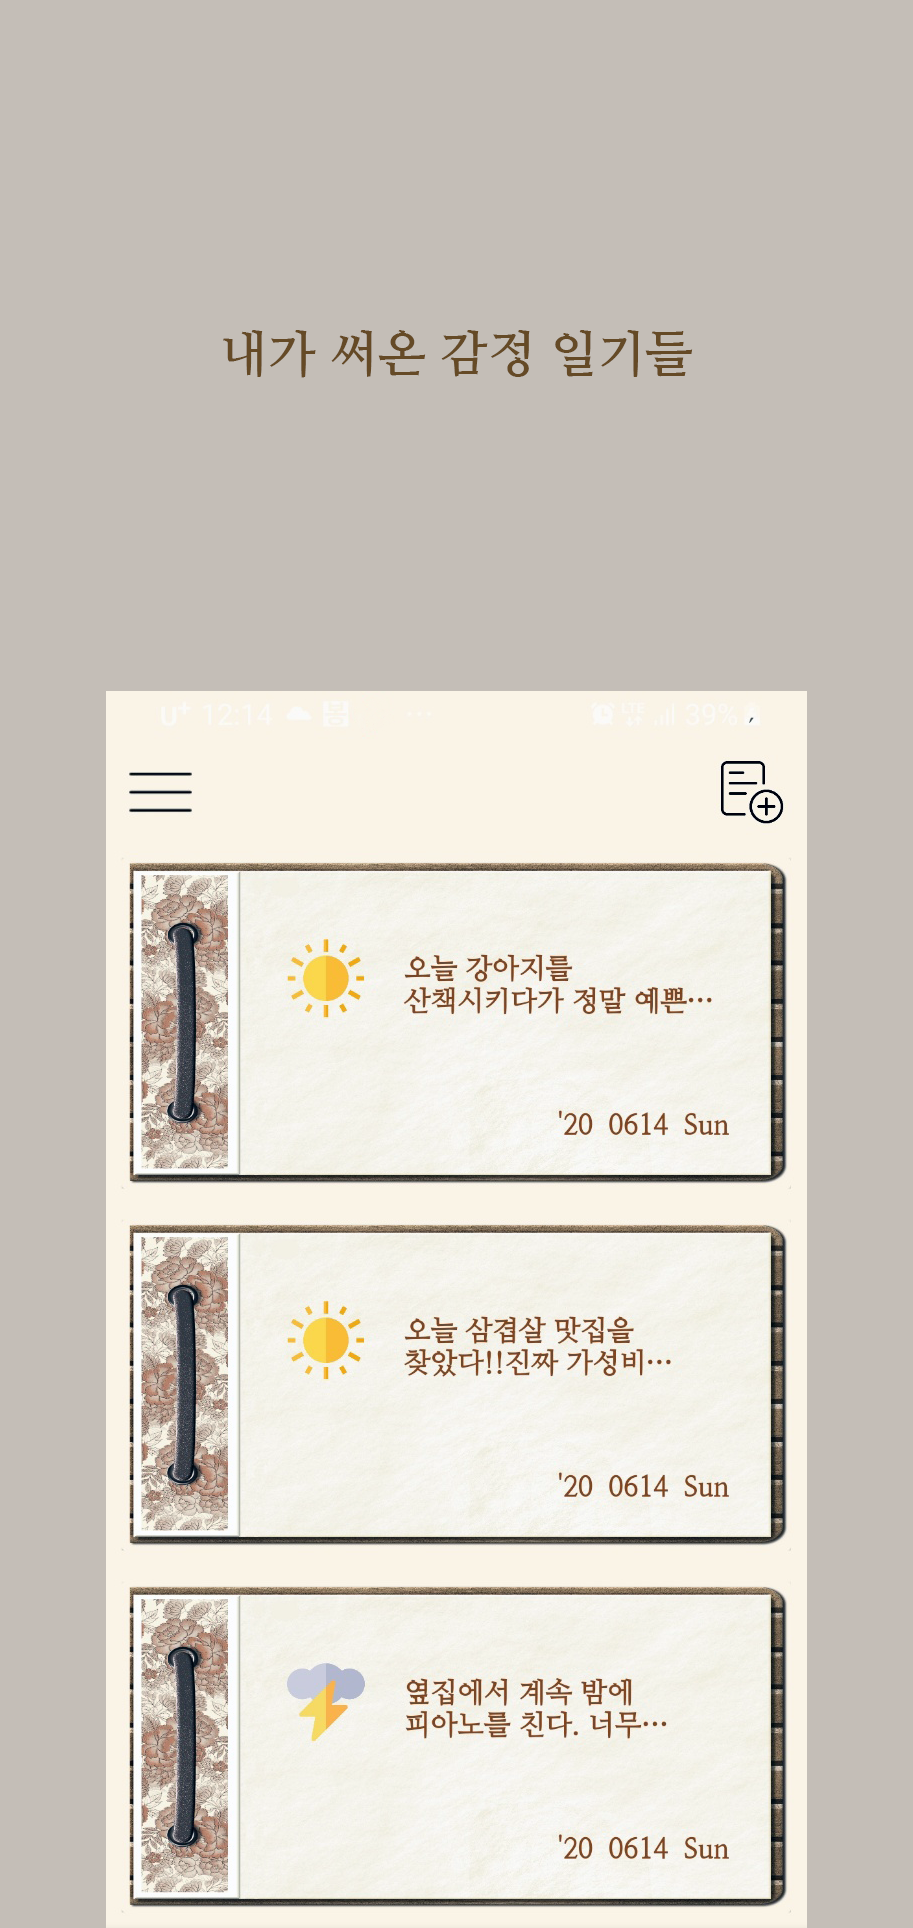 내가 써온 감정 일기들
U+ 12:14 ... LTE 39%
오늘 강아지를
산책시키다가 정말 예쁜…
'20 0614 Sun
오늘 삼겹살 맛집을
찾았다!!진짜 가성비…
'20 0614 Sun
옆집에서 계속 밤에
피아노를 친다. 너무…
'20 0614 Sun